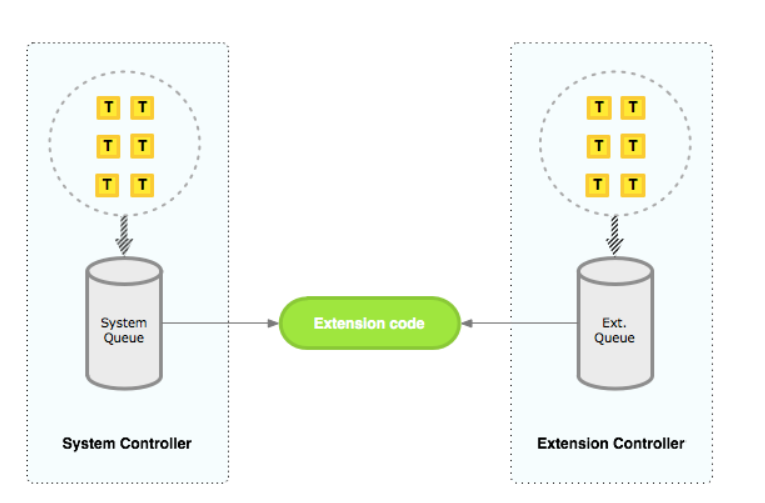 T T
T T
T T
T T
T T
T T
System
Queue
Extension code
Ext.
Queue
System Controller
Extension Controller